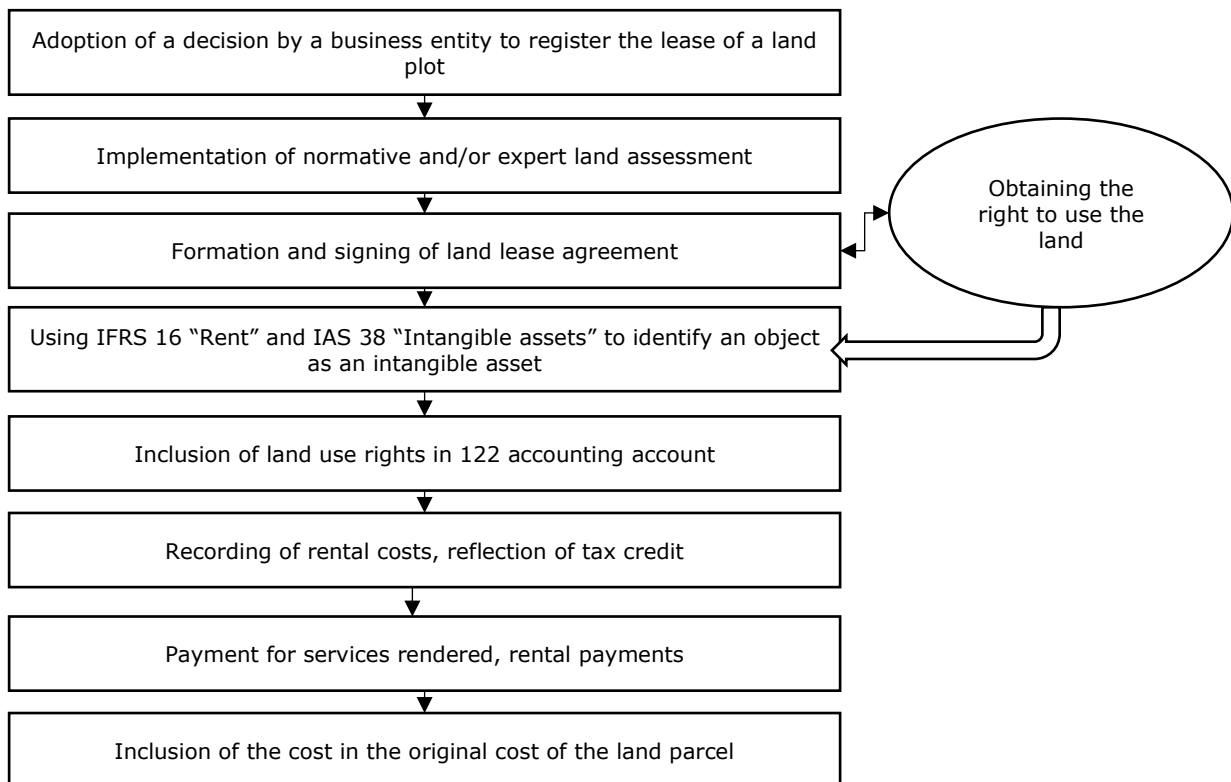 Adoption of a decision by a business entity to register the lease of a land
plot
Implementation of normative and/or expert land assessment
Obtaining the
right to use the
land
Formation and signing of land lease agreement
Using IFRS 16 “Rent” and IAS 38 “Intangible assets” to identify an object
as an intangible asset
Inclusion of land use rights in 122 accounting account
Recording of rental costs, reflection of tax credit
Payment for services rendered, rental payments
Inclusion of the cost in the original cost of the land parcel